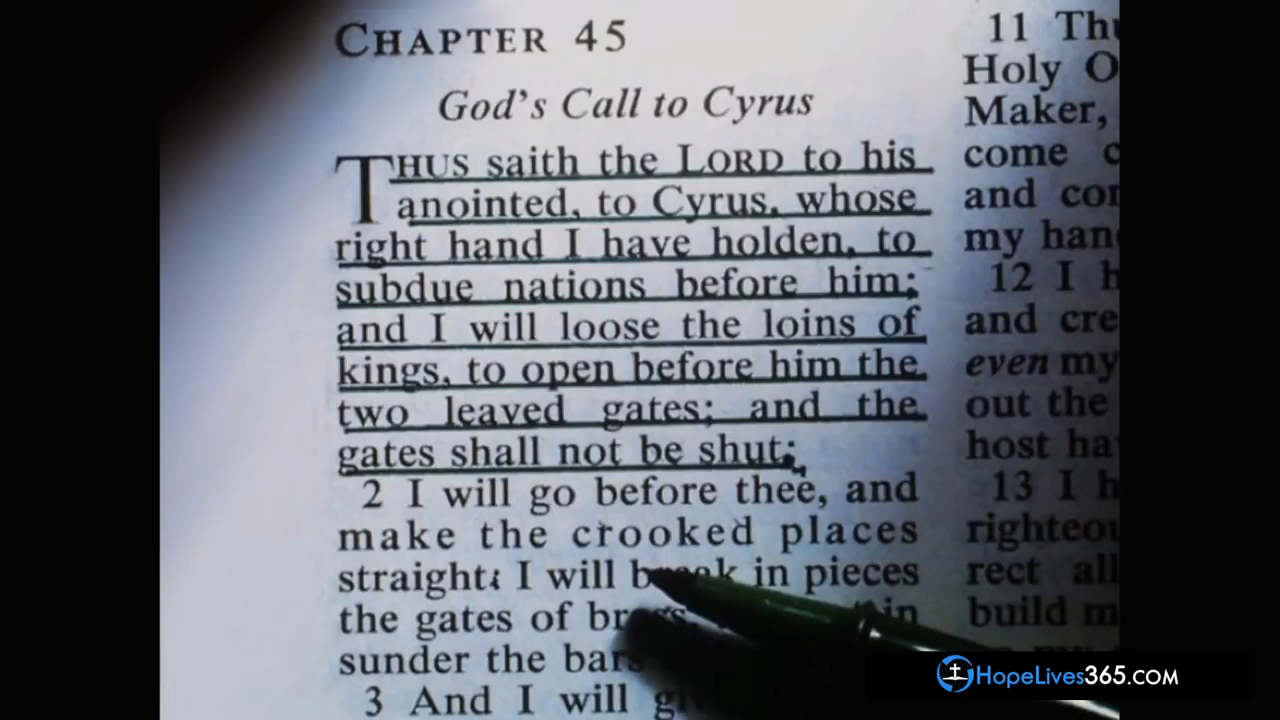 CHAPTER 45
God's Call to Cyrus
THUS saith the LORD to his
anointed, to Cyrus, whose
right hand I have holden, to
subdue nations before him;
and I will loose the loins of
kings, to open before him the
two leaved gates; and the
gates shall not be shut;
2 I will go before thee, and
make the crooked places
straight: I will break in pieces
the gates of brass,
sunder the bars
3 And I will
11
Holy
Maker,
come
and
my
12 I
and
even my
out the
host
13 I
rect all
build
HopeLives365.COM